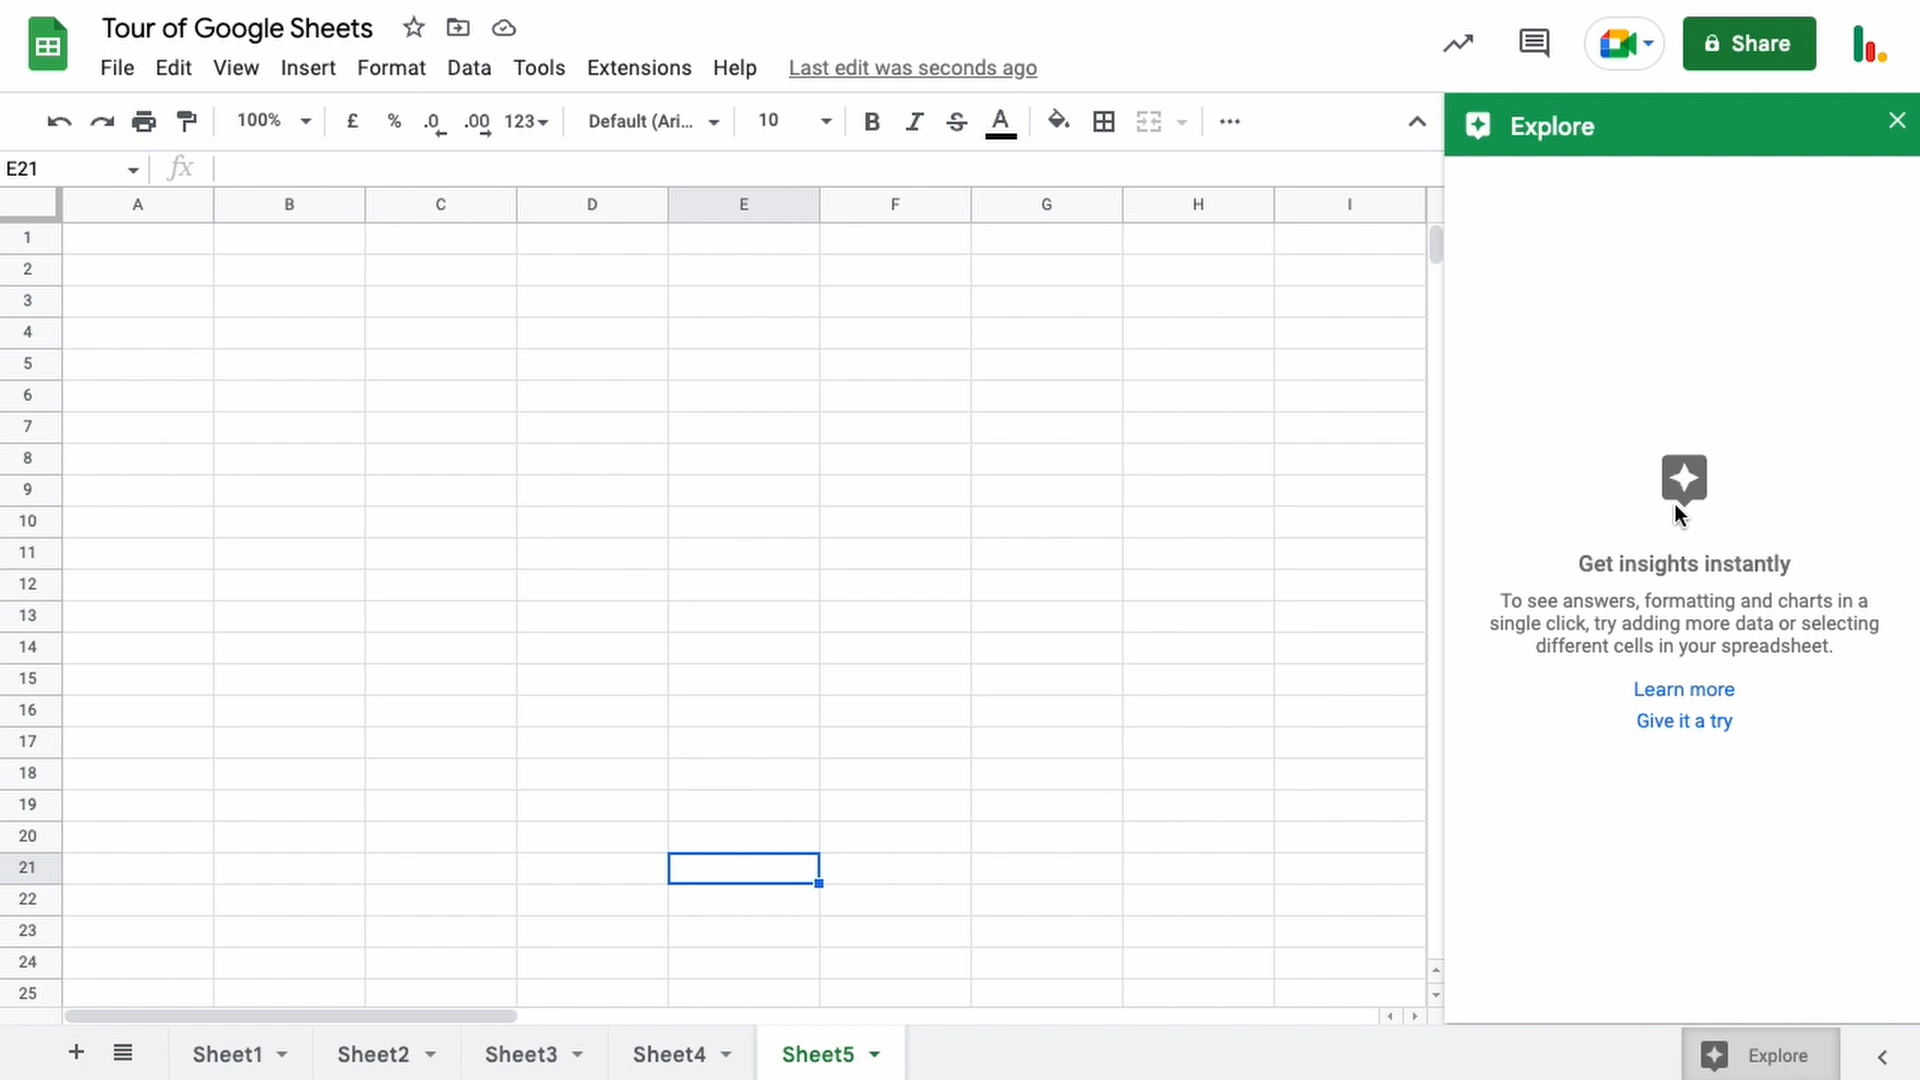 Tour of Google Sheets
File Edit View Insert Format Data Tools Extensions Help Last edit was seconds ago
Share
100% £ % .0 .00 123 Default (Ari... 10 B I S A
Explore
E21 fx
A B C D E F G H I
1
2
3
4
5
6
7
8
9
10
11
12
13
14
15
16
17
18
19
20
21
22
23
24
25
Get insights instantly
To see answers, formatting and charts in a
single click, try adding more data or selecting
different cells in your spreadsheet.
Learn more
Give it a try
Sheet1 Sheet2 Sheet3 Sheet4 Sheet5 Explore